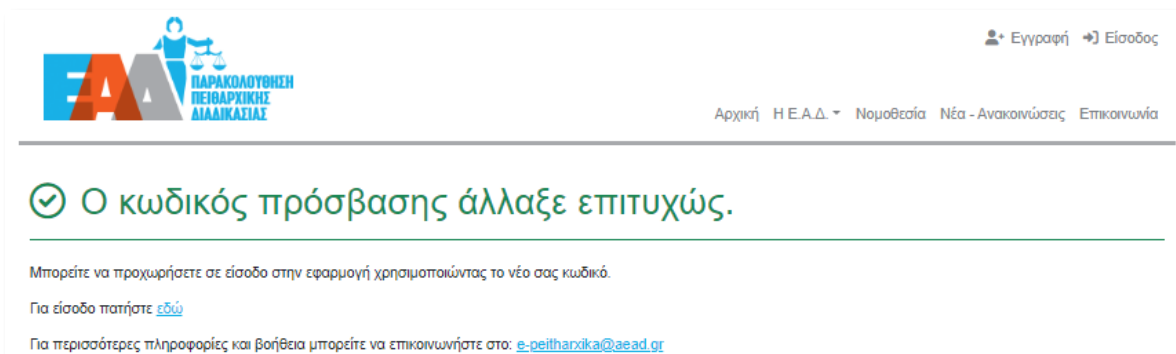 Εγγραφή Είσοδος
ΕΑΔ
ΠΑΡΑΚΟΛΟΥΘΗΣΗ
ΠΕΙΘΑΡΧΙΚΗΣ
ΔΙΑΔΙΚΑΣΙΑΣ
Αρχική Η Ε.Α.Δ. Νομοθεσία Νέα - Ανακοινώσεις Επικοινωνία
Ο κωδικός πρόσβασης άλλαξε επιτυχώς.
Μπορείτε να προχωρήσετε σε είσοδο στην εφαρμογή χρησιμοποιώντας το νέο σας κωδικό.
Για είσοδο πατήστε εδώ
Για περισσότερες πληροφορίες και βοήθεια μπορείτε να επικοινωνήστε στο: e-peitharxika@aead.gr